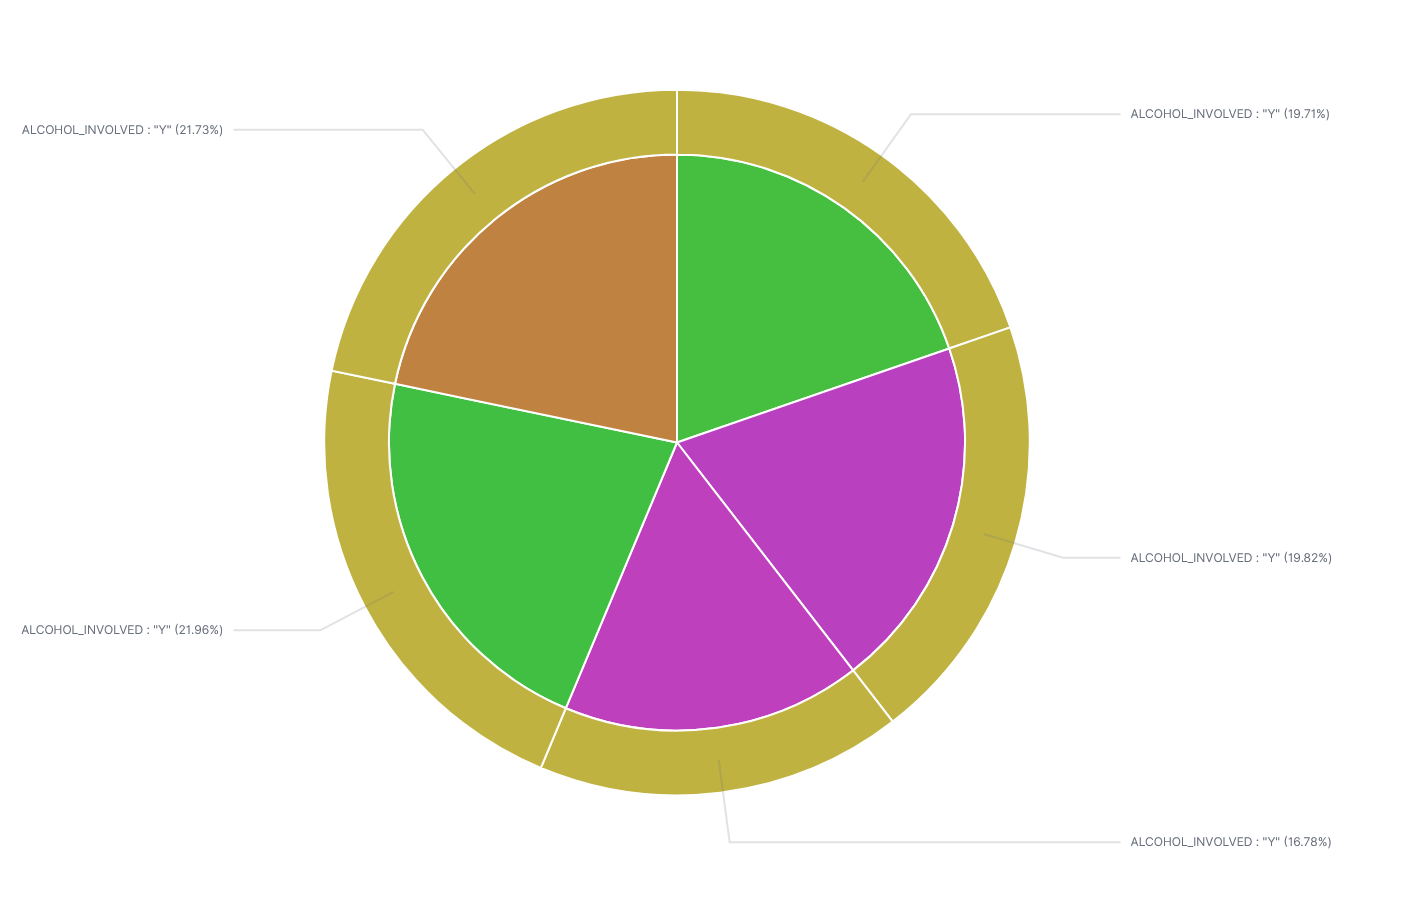 ALCOHOL_INVOLVED : "Y" (19.71%)
ALCOHOL_INVOLVED : "Y" (21.73%)
ALCOHOL_INVOLVED : "Y" (19.82%)
ALCOHOL_INVOLVED : "Y" (21.96%)
ALCOHOL_INVOLVED : "Y" (16.78%)